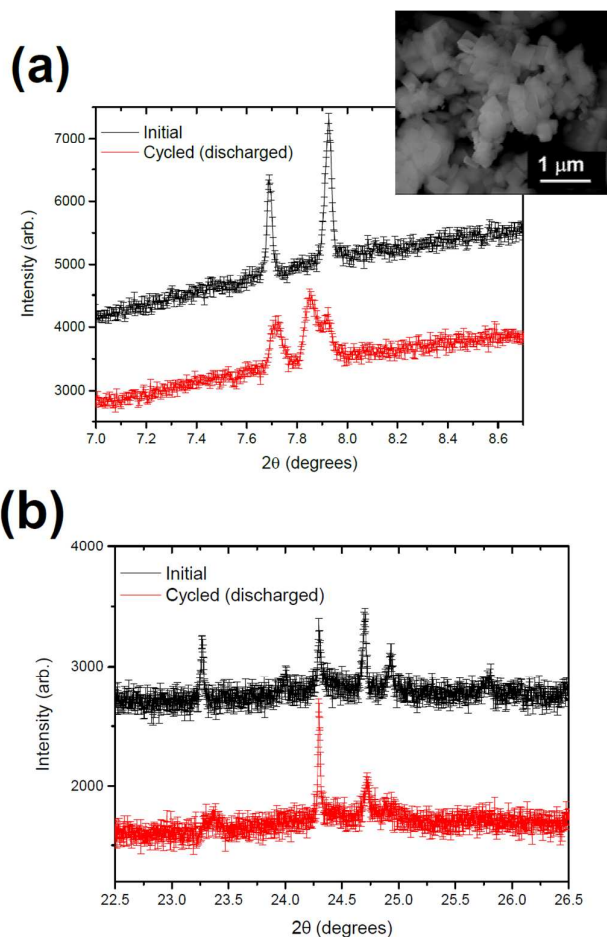 (a)
1 μm
Initial
Cycled (discharged)
7000
6000
5000
4000
3000
Intensity (arb.)
7.0 7.2 7.4 7.6 7.8 8.0 8.2 8.4 8.6
2θ (degrees)
(b)
Initial
Cycled (discharged)
4000
3000
2000
Intensity (arb.)
22.5 23.0 23.5 24.0 24.5 25.0 25.5 26.0 26.5
2θ (degrees)